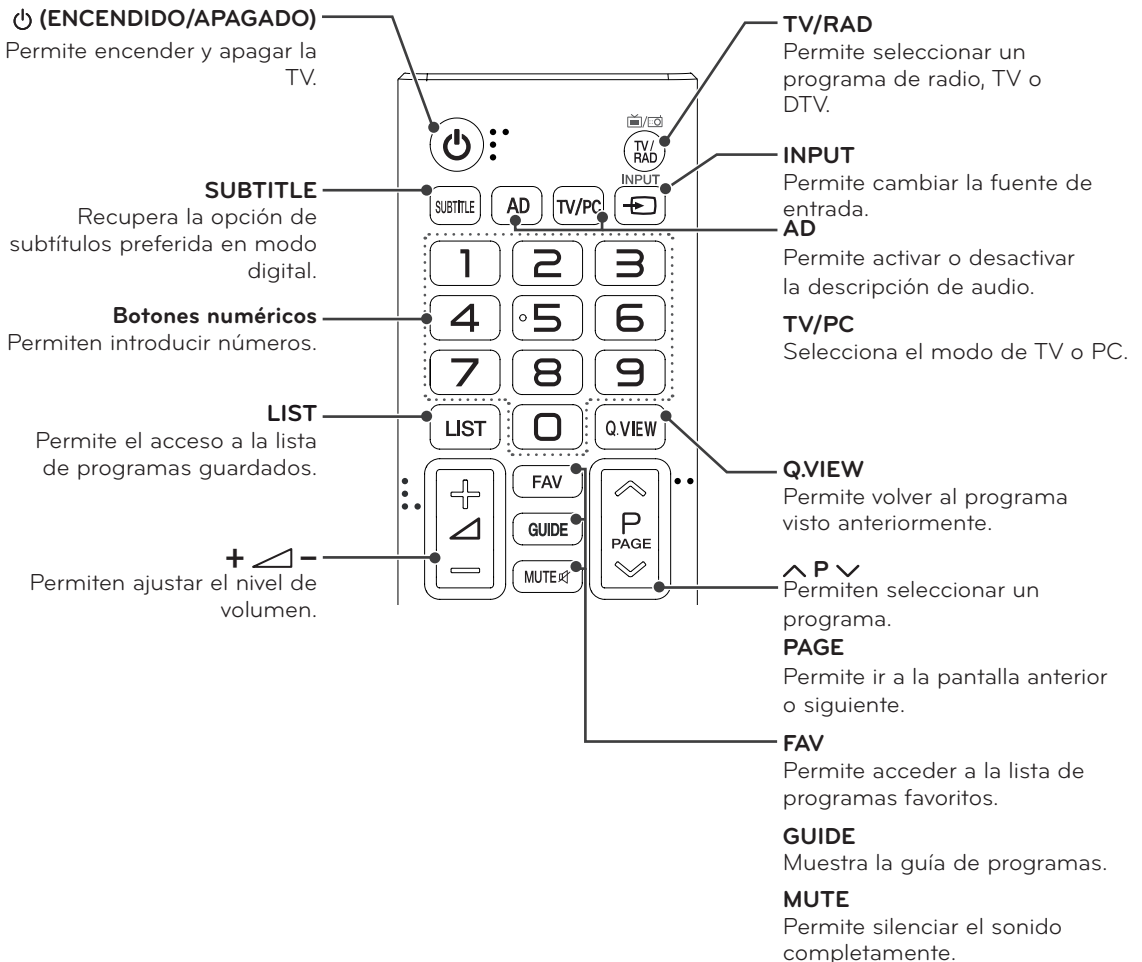 ⏻ (ENCENDIDO/APAGADO)
Permite encender y apagar la
TV.
SUBTITLE
Recupera la opción de
subtítulos preferida en modo
digital.
Botones numéricos
Permiten introducir números.
LIST
Permite el acceso a la lista
de programas guardados.
+ ⊿ −
Permiten ajustar el nivel de
volumen.
TV/
RAD
INPUT
SUBTITLE
AD
TV/PC
1
2
3
4
5
6
7
8
9
LIST
0
Q.VIEW
+
−
FAV
GUIDE
MUTE
P
PAGE
TV/RAD
Permite seleccionar un
programa de radio, TV o
DTV.
INPUT
Permite cambiar la fuente de
entrada.
AD
Permite activar o desactivar
la descripción de audio.
TV/PC
Selecciona el modo de TV o PC.
Q.VIEW
Permite volver al programa
visto anteriormente.
︿ P ﹀
Permiten seleccionar un
programa.
PAGE
Permite ir a la pantalla anterior
o siguiente.
FAV
Permite acceder a la lista de
programas favoritos.
GUIDE
Muestra la guía de programas.
MUTE
Permite silenciar el sonido
completamente.